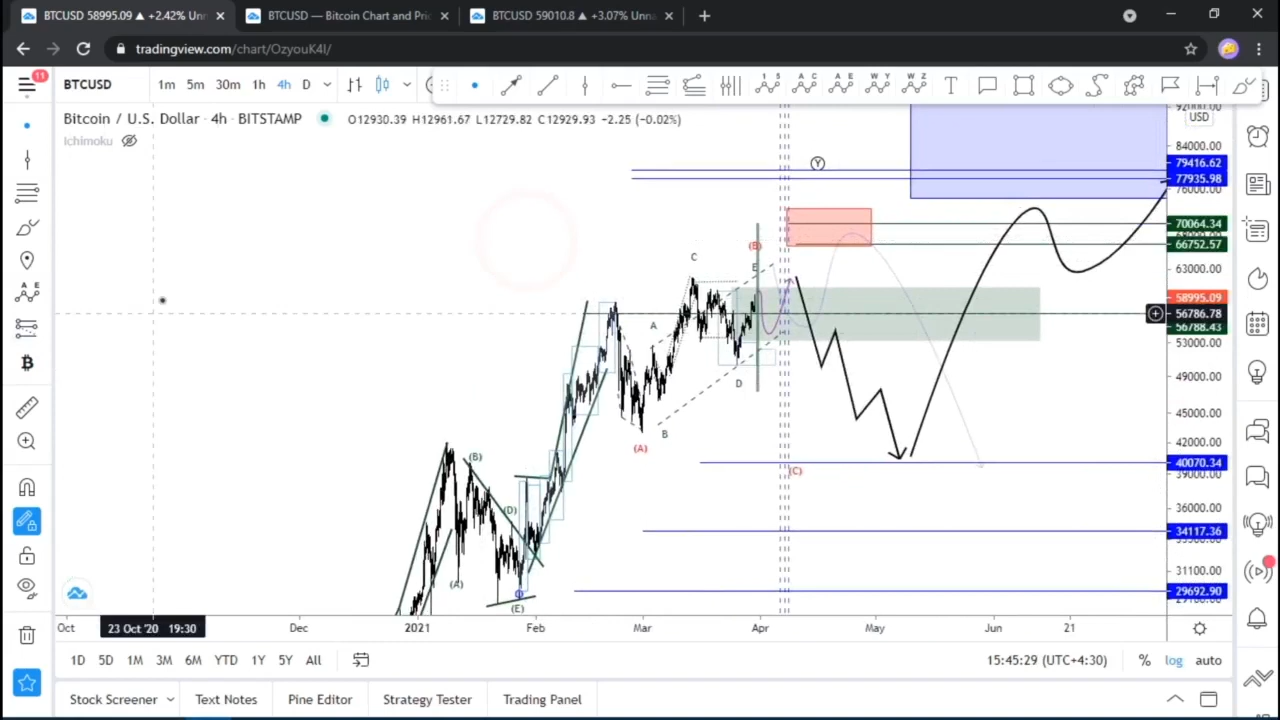 BTCUSD 58995.09 ▲ +2.42% Unn
BTCUSD — Bitcoin Chart and Pric
BTCUSD 59010.8 ▲ +3.07% Unna
tradingview.com/chart/OzyouK4I/
11
BTCUSD 1m 5m 30m 1h 4h D
Bitcoin / U.S. Dollar · 4h · BITSTAMP
O12930.39 H12961.67 L12729.82 C12929.93 −2.25 (−0.02%)
Ichimoku
USD
84000.00
79416.62
77935.98
76000.00
70064.34
66752.57
63000.00
58995.09
56786.78
56788.43
53000.00
49000.00
45000.00
42000.00
40070.34
39000.00
36000.00
34117.36
31100.00
29692.90
Y
(B)
C
E
A
D
B
(A)
(C)
(B)
(D)
(A)
(E)
Oct 23 Oct '20 19:30 Dec 2021 Feb Mar Apr May Jun 21
1D 5D 1M 3M 6M YTD 1Y 5Y All
15:45:29 (UTC+4:30) % log auto
Stock Screener Text Notes Pine Editor Strategy Tester Trading Panel